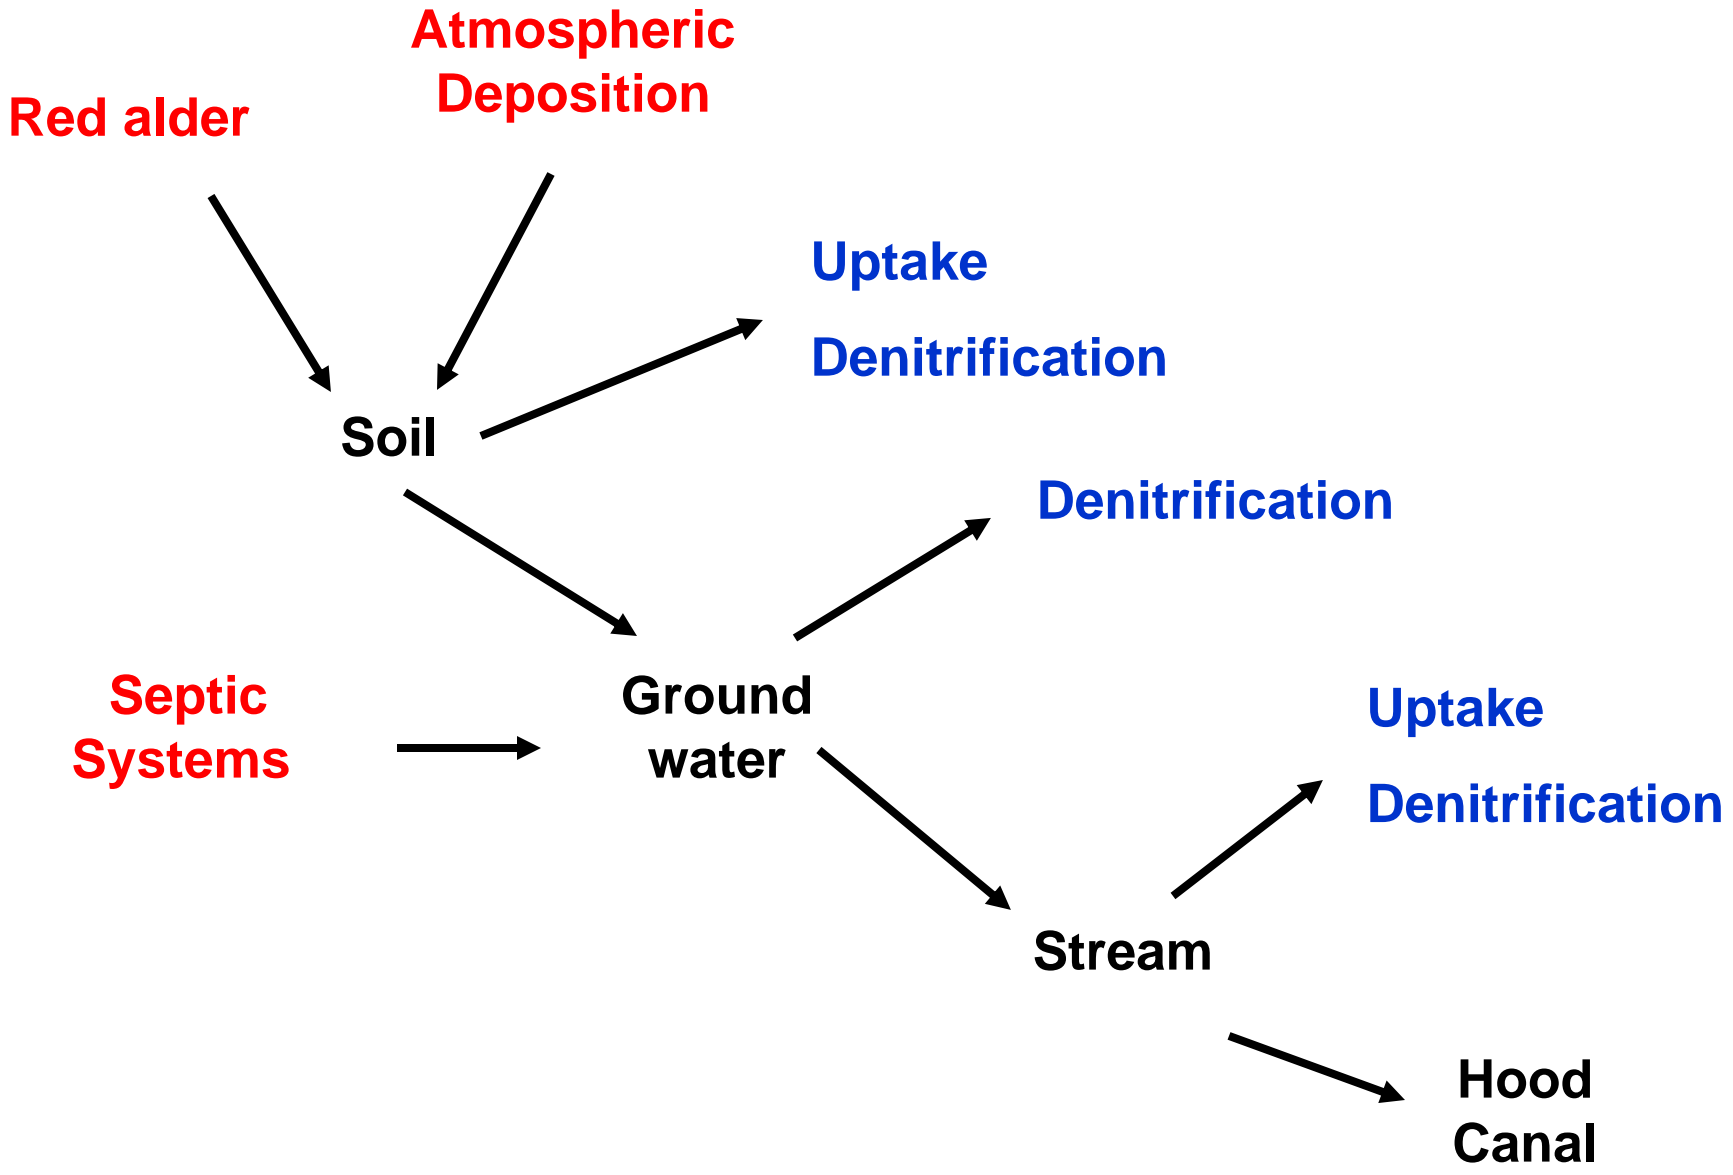 Atmospheric
Deposition
Red alder
Uptake
Denitrification
Soil
Denitrification
Septic
Systems
Ground
water
Uptake
Denitrification
Stream
Hood
Canal